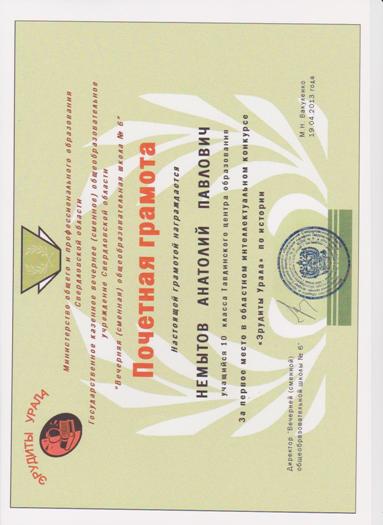 ЭРУДИТЫ УРАЛА
Министерство общего и профессионального образования
Свердловской области
Государственное казенное вечернее (сменное) общеобразовательное
учреждение Свердловской области
"Вечерняя (сменная) общеобразовательная школа № 6"
Почетная грамота
Настоящей грамотой награждается
НЕМЫТОВ АНАТОЛИЙ ПАВЛОВИЧ
учащийся 10 класса Тавдинского центра образования
За первое место в областном интеллектуальном конкурсе
«Эрудиты Урала» по истории
Директор "Вечерней (сменной)
общеобразовательной школы № 6"
М.Н. Вакуленко
19.04.2013 года